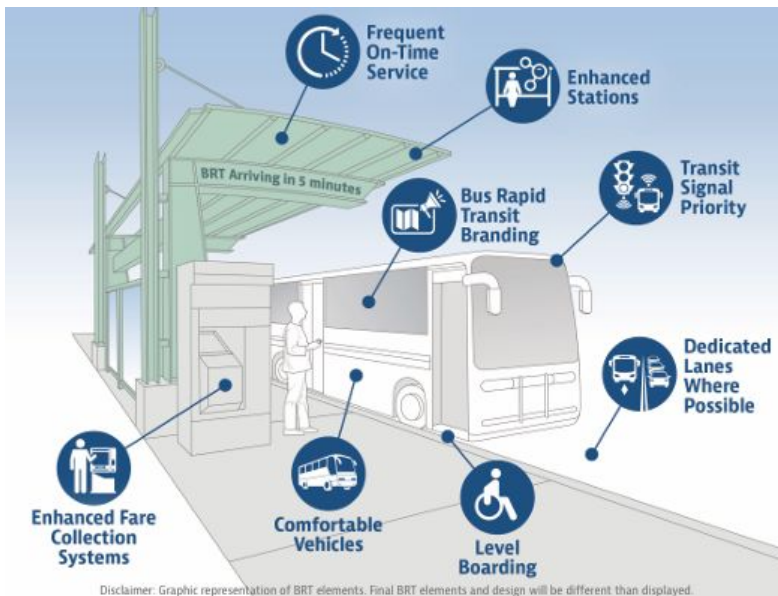 Frequent
On-Time
Service
Enhanced
Stations
BRT Arriving in 5 minutes
Bus Rapid
Transit
Branding
Transit
Signal
Priority
Dedicated
Lanes
Where
Possible
Enhanced Fare
Collection
Systems
Comfortable
Vehicles
Level
Boarding
Disclaimer: Graphic representation of BRT elements. Final BRT elements and design will be different than displayed.